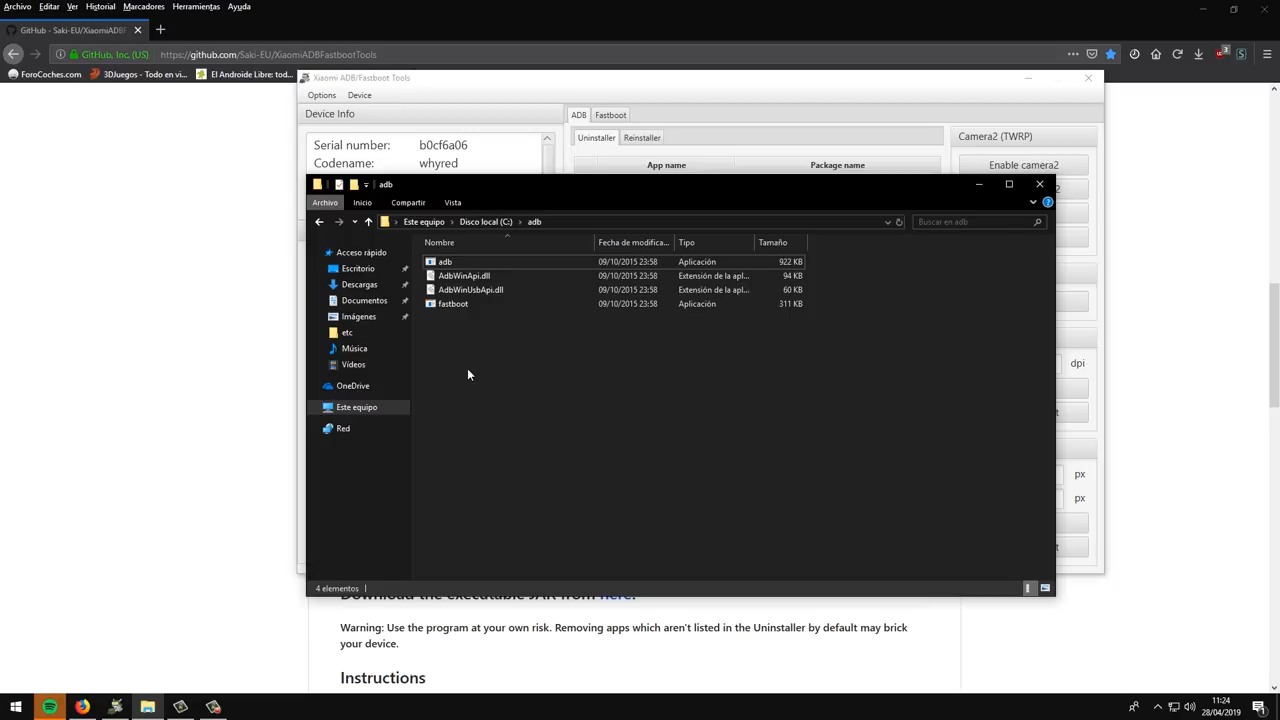 Archivo Editar Ver Historial Marcadores Herramientas Ayuda
GitHub - Saki-EU/XiaomiADBF
GitHub, Inc. (US) https://github.com/Saki-EU/XiaomiADBFastbootTools
ForoCoches.com 3DJuegos - Todo en vi... El Androide Libre: tod...
Xiaomi ADB/Fastboot Tools
Options Device
Device Info
ADB Fastboot
Serial number: b0cf6a06
Codename: whyred
Uninstaller Reinstaller
App name Package name
Camera2 (TWRP)
Enable camera2
2
adb
Archivo Inicio Compartir Vista
Este equipo Disco local (C:) adb
Buscar en adb
Nombre Fecha de modifica... Tipo Tamaño
adb 09/10/2015 23:58 Aplicación 922 KB
AdbWinApi.dll 09/10/2015 23:58 Extensión de la apl... 94 KB
AdbWinUsbApi.dll 09/10/2015 23:58 Extensión de la apl... 60 KB
fastboot 09/10/2015 23:58 Aplicación 311 KB
Acceso rápido
Escritorio
Descargas
Documentos
Imágenes
etc
Música
Vídeos
OneDrive
Este equipo
Red
dpi
t
px
px
t
4 elementos
Download the executable JAR from here.
Warning: Use the program at your own risk. Removing apps which aren't listed in the Uninstaller by default may brick
your device.
Instructions
11:24
28/04/2019